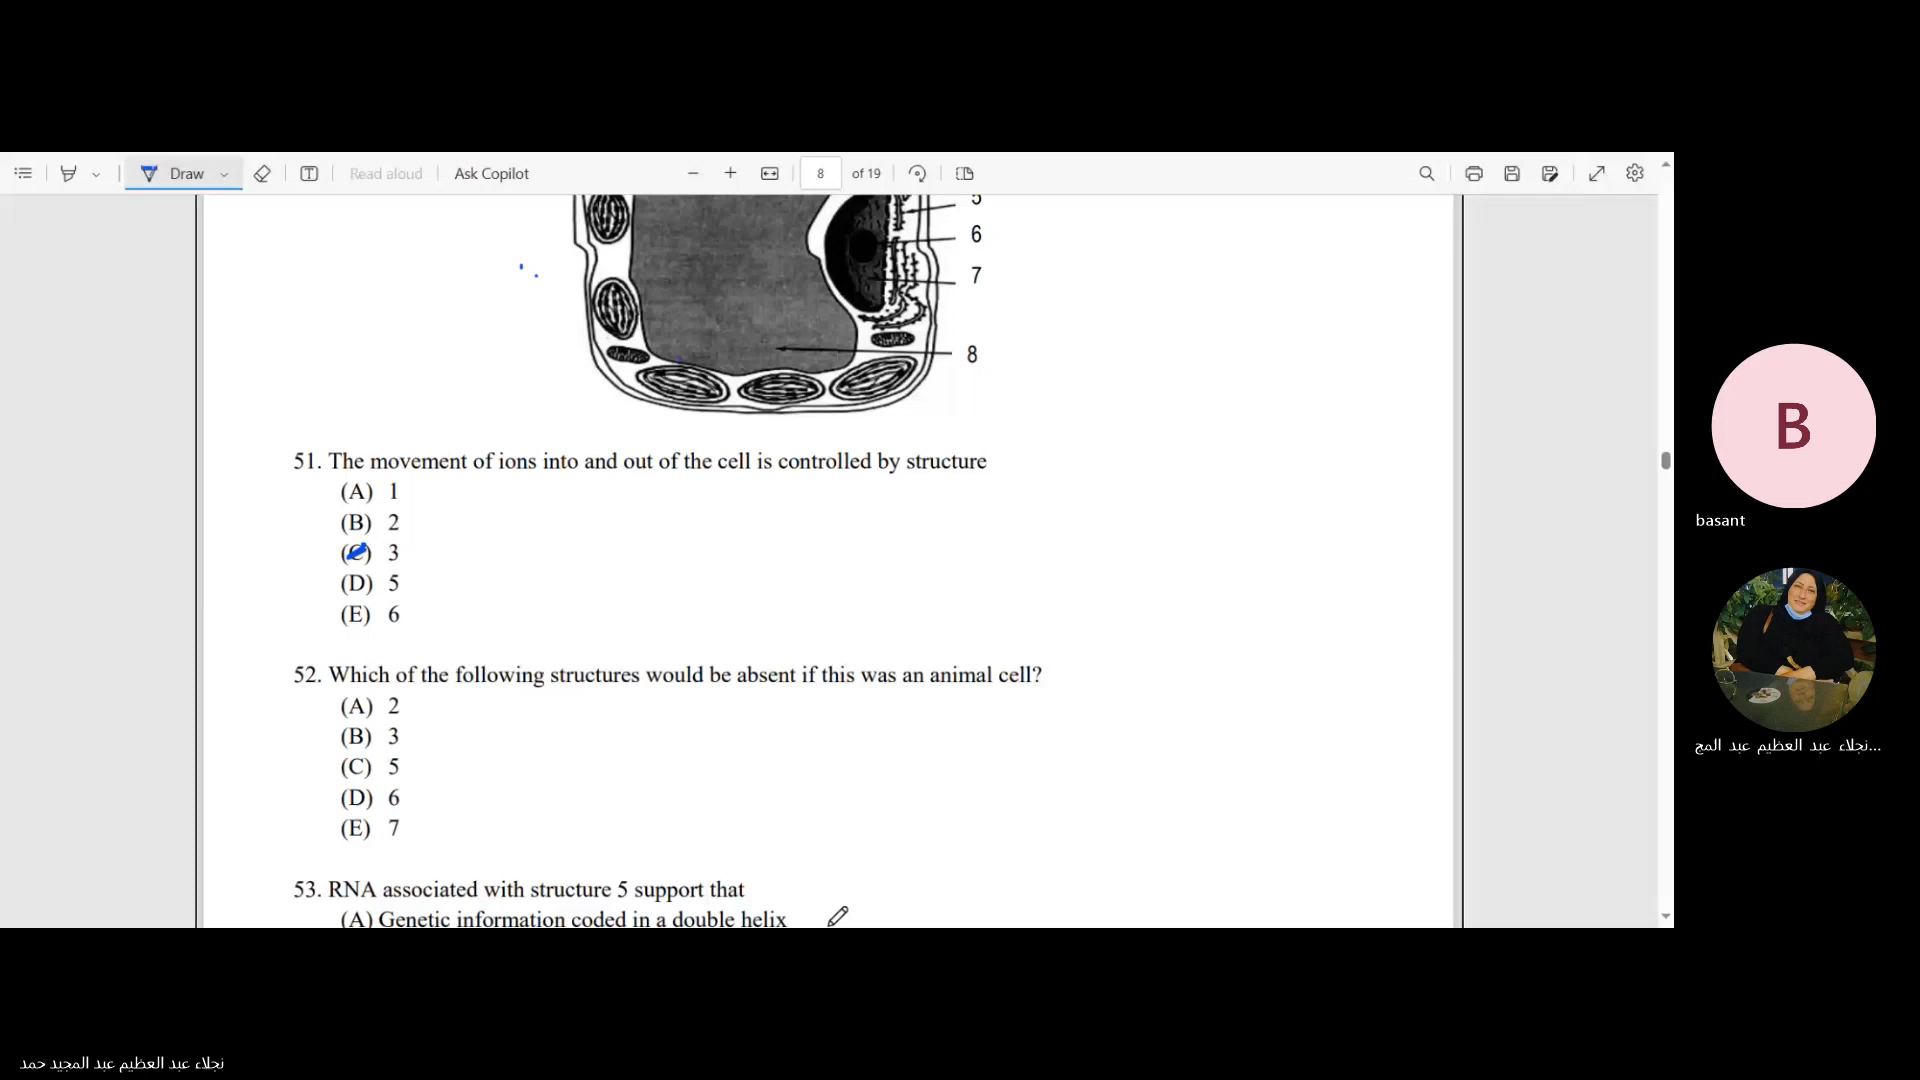 Draw
Read aloud
Ask Copilot
8
of 19
5
6
7
8
51. The movement of ions into and out of the cell is controlled by structure
(A) 1
(B) 2
(C) 3
(D) 5
(E) 6
52. Which of the following structures would be absent if this was an animal cell?
(A) 2
(B) 3
(C) 5
(D) 6
(E) 7
53. RNA associated with structure 5 support that
(A) Genetic information coded in a double helix
B
basant
نجلاء عبد العظيم عبد المج...
نجلاء عبد العظيم عبد المجيد حمد